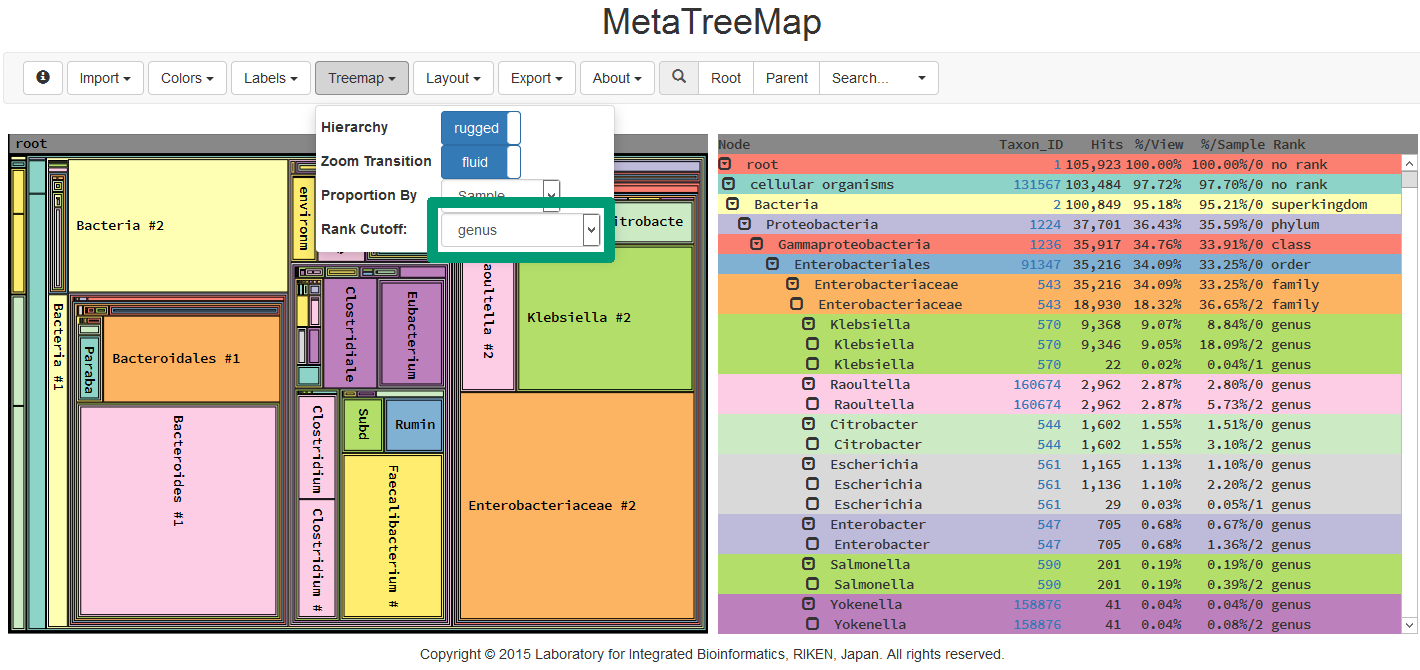 MetaTreeMap
Import Colors Labels Treemap Layout Export About Root Parent Search...
Hierarchy rugged
Zoom Transition fluid
Proportion By Sample
Rank Cutoff: genus
root
Bacteria #2
environm
itrobacte
Bacteria #1
Bacteroidales #1
Paraba
Bacteroides #1
Clostridiale
Eubacterium
aoultella #2
Klebsiella #2
Clostridium
Subd
Rumin
Faecalibacterium #
Clostridium #
Enterobacteriaceae #2
Node Taxon_ID Hits %/View %/Sample Rank
root 1 105,923 100.00% 100.00%/0 no rank
cellular organisms 131567 103,484 97.72% 97.70%/0 no rank
Bacteria 2 100,849 95.18% 95.21%/0 superkingdom
Proteobacteria 1224 37,701 36.43% 35.59%/0 phylum
Gammaproteobacteria 1236 35,917 34.76% 33.91%/0 class
Enterobacteriales 91347 35,216 34.09% 33.25%/0 order
Enterobacteriaceae 543 35,216 34.09% 33.25%/0 family
Enterobacteriaceae 543 18,930 18.32% 36.65%/2 family
Klebsiella 570 9,368 9.07% 8.84%/0 genus
Klebsiella 570 9,346 9.05% 18.09%/2 genus
Klebsiella 570 22 0.02% 0.04%/1 genus
Raoultella 160674 2,962 2.87% 2.80%/0 genus
Raoultella 160674 2,962 2.87% 5.73%/2 genus
Citrobacter 544 1,602 1.55% 1.51%/0 genus
Citrobacter 544 1,602 1.55% 3.10%/2 genus
Escherichia 561 1,165 1.13% 1.10%/0 genus
Escherichia 561 1,136 1.10% 2.20%/2 genus
Escherichia 561 29 0.03% 0.05%/1 genus
Enterobacter 547 705 0.68% 0.67%/0 genus
Enterobacter 547 705 0.68% 1.36%/2 genus
Salmonella 590 201 0.19% 0.19%/0 genus
Salmonella 590 201 0.19% 0.39%/2 genus
Yokenella 158876 41 0.04% 0.04%/0 genus
Yokenella 158876 41 0.04% 0.08%/2 genus
Copyright © 2015 Laboratory for Integrated Bioinformatics, RIKEN, Japan. All rights reserved.